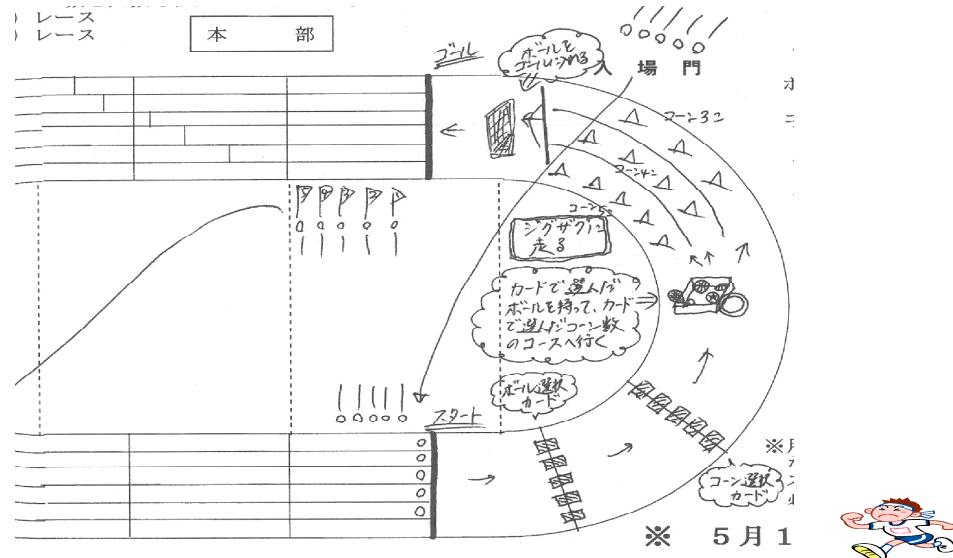 ) レース
) レース
本　　部
ゴール
ボールを
ゴールに入れる
入 場 門
コーン3コ
コーン4コ
コーン5コ
ジグザグに
走る
カードで選んだ
ボールを持って、カード
で選んだコーン数
のコースへ行く
ボール選択
カード
スタート
コーン選択
カード
※ 5月1